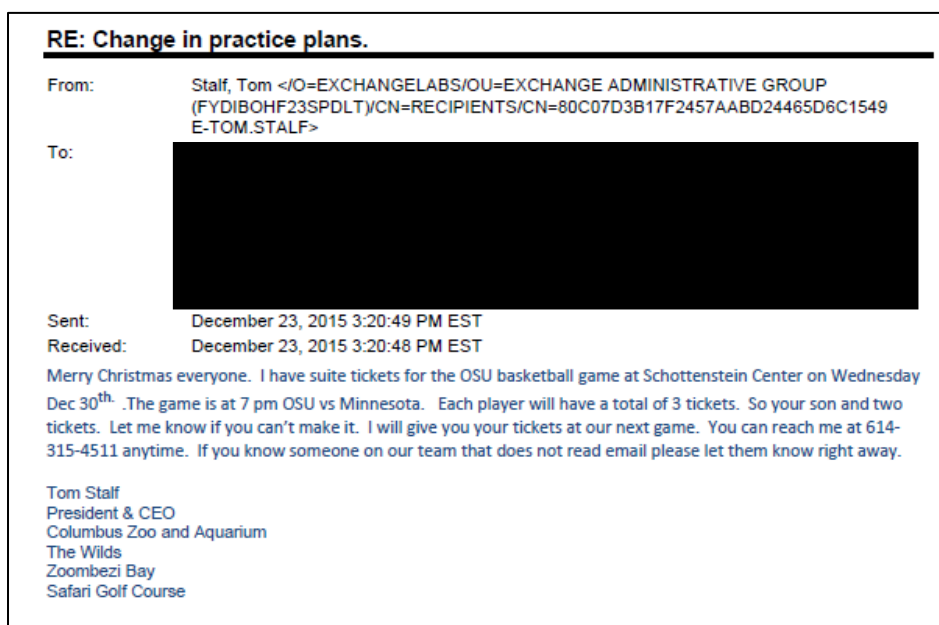 RE: Change in practice plans.
From: Stalf, Tom </O=EXCHANGELABS/OU=EXCHANGE ADMINISTRATIVE GROUP
(FYDIBOHF23SPDLT)/CN=RECIPIENTS/CN=80C07D3B17F2457AABD24465D6C1549
E-TOM.STALF>
To:
Sent: December 23, 2015 3:20:49 PM EST
Received: December 23, 2015 3:20:48 PM EST
Merry Christmas everyone.  I have suite tickets for the OSU basketball game at Schottenstein Center on Wednesday
Dec 30th. .The game is at 7 pm OSU vs Minnesota.   Each player will have a total of 3 tickets.  So your son and two
tickets.  Let me know if you can't make it. I will give you your tickets at our next game.  You can reach me at 614-
315-4511 anytime.  If you know someone on our team that does not read email please let them know right away.
Tom Stalf
President & CEO
Columbus Zoo and Aquarium
The Wilds
Zoombezi Bay
Safari Golf Course